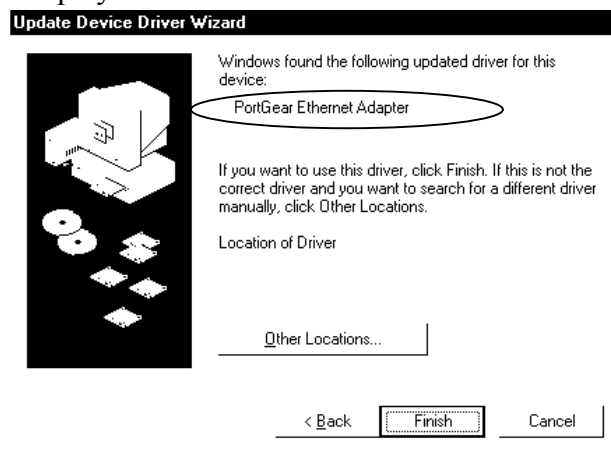 Update Device Driver Wizard
Windows found the following updated driver for this
device:
PortGear Ethernet Adapter
If you want to use this driver, click Finish. If this is not the
correct driver and you want to search for a different driver
manually, click Other Locations.
Location of Driver
Other Locations...
< Back Finish Cancel